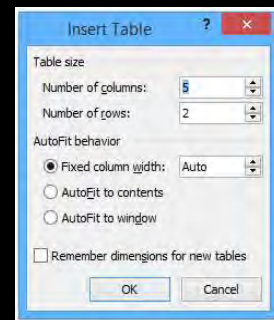 Insert Table ? ×
Table size
Number of columns: 5
Number of rows: 2
AutoFit behavior
Fixed column width: Auto
AutoFit to contents
AutoFit to window
Remember dimensions for new tables
OK Cancel